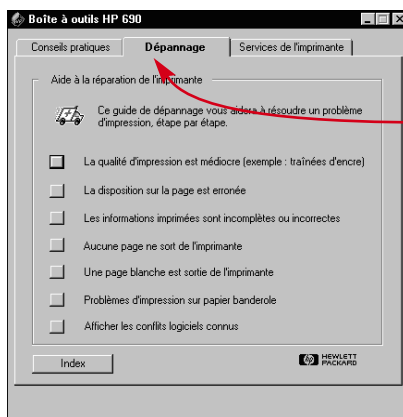 Boîte à outils HP 690
Conseils pratiques
Dépannage
Services de l'imprimante
Aide à la réparation de l'imprimante
Ce guide de dépannage vous aidera à résoudre un problème
d'impression, étape par étape.
La qualité d'impression est médiocre (exemple : traînées d'encre)
La disposition sur la page est erronée
Les informations imprimées sont incomplètes ou incorrectes
Aucune page ne sort de l'imprimante
Une page blanche est sortie de l'imprimante
Problèmes d'impression sur papier banderole
Afficher les conflits logiciels connus
Index
hp HEWLETT
PACKARD